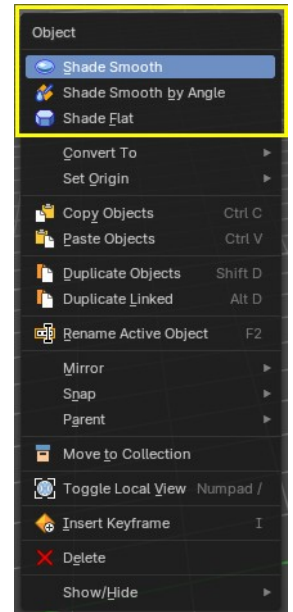 Object
Shade Smooth
Shade Smooth by Angle
Shade Flat
Convert To
Set Origin
Copy Objects Ctrl C
Paste Objects Ctrl V
Duplicate Objects Shift D
Duplicate Linked Alt D
Rename Active Object F2
Mirror
Snap
Parent
Move to Collection
Toggle Local View Numpad /
Insert Keyframe I
Delete
Show/Hide